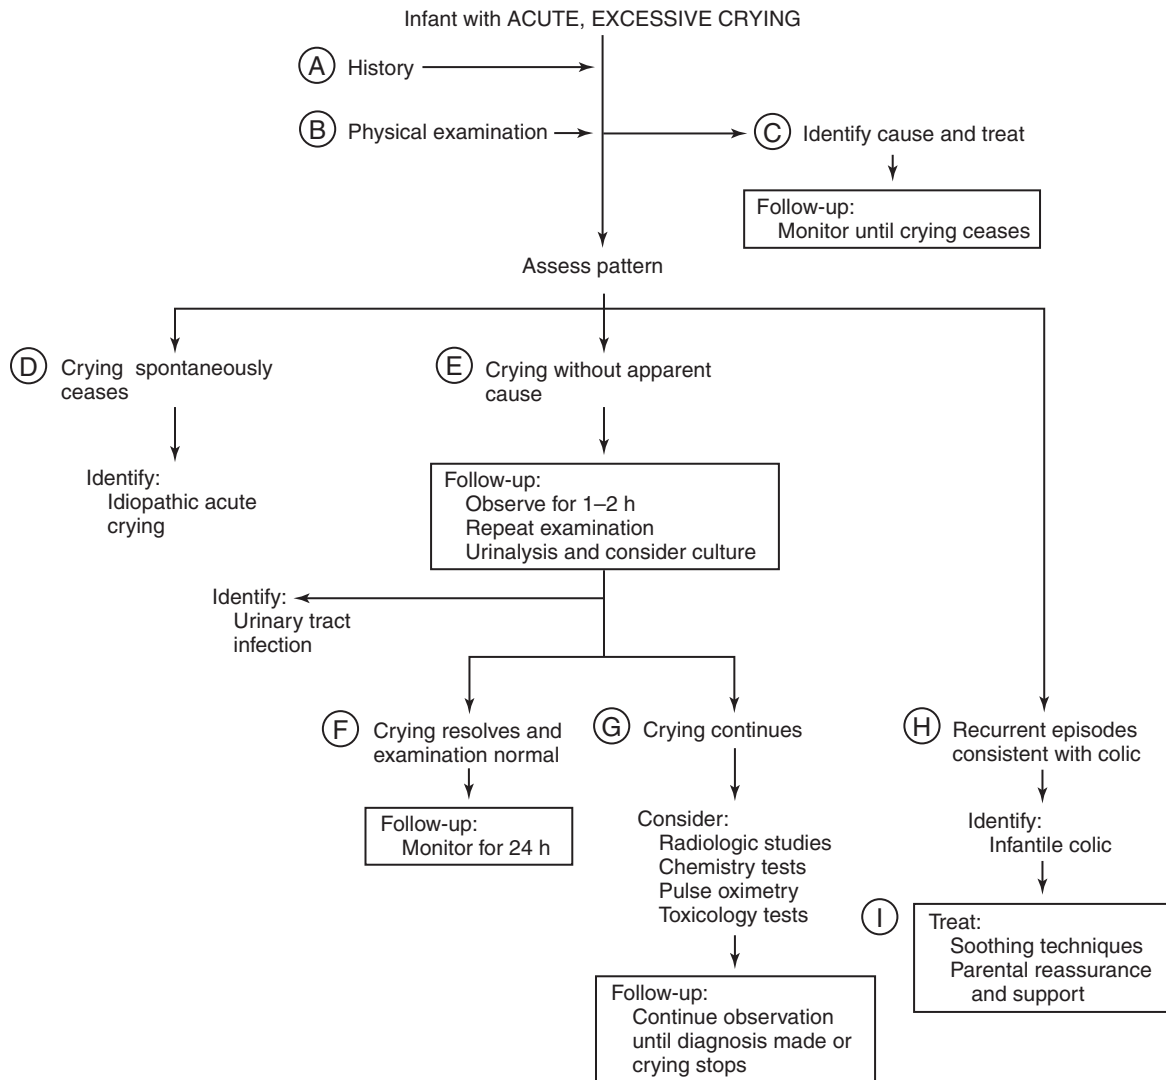 Infant with ACUTE, EXCESSIVE CRYING
A History
B Physical examination
C Identify cause and treat
Follow-up:
Monitor until crying ceases
Assess pattern
D Crying spontaneously
ceases
Identify:
Idiopathic acute
crying
E Crying without apparent
cause
Follow-up:
Observe for 1–2 h
Repeat examination
Urinalysis and consider culture
Identify:
Urinary tract
infection
F Crying resolves and
examination normal
Follow-up:
Monitor for 24 h
G Crying continues
Consider:
Radiologic studies
Chemistry tests
Pulse oximetry
Toxicology tests
Follow-up:
Continue observation
until diagnosis made or
crying stops
H Recurrent episodes
consistent with colic
Identify:
Infantile colic
I Treat:
Soothing techniques
Parental reassurance
and support